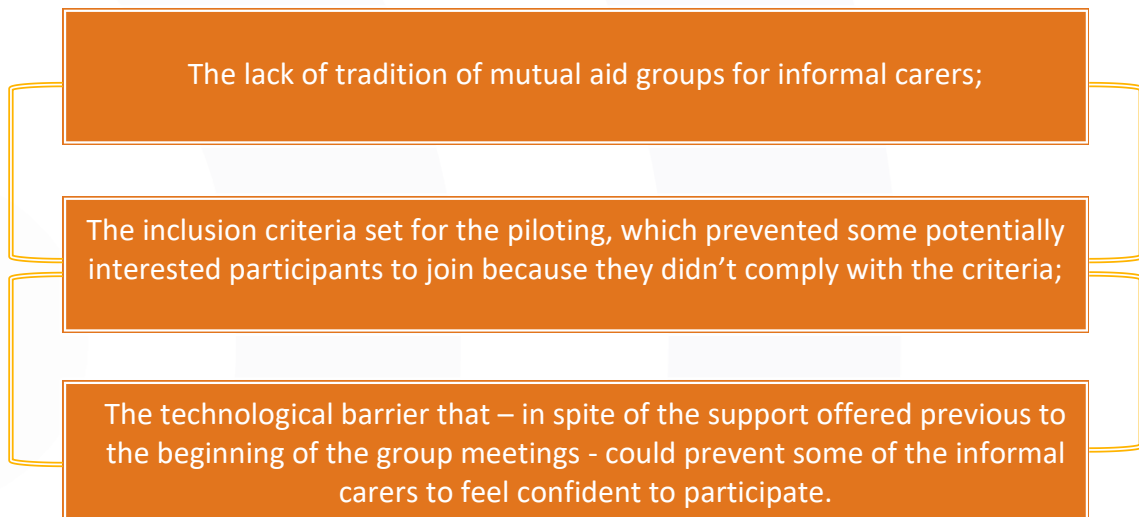 The lack of tradition of mutual aid groups for informal carers;
The inclusion criteria set for the piloting, which prevented some potentially
interested participants to join because they didn’t comply with the criteria;
The technological barrier that – in spite of the support offered previous to
the beginning of the group meetings - could prevent some of the informal
carers to feel confident to participate.